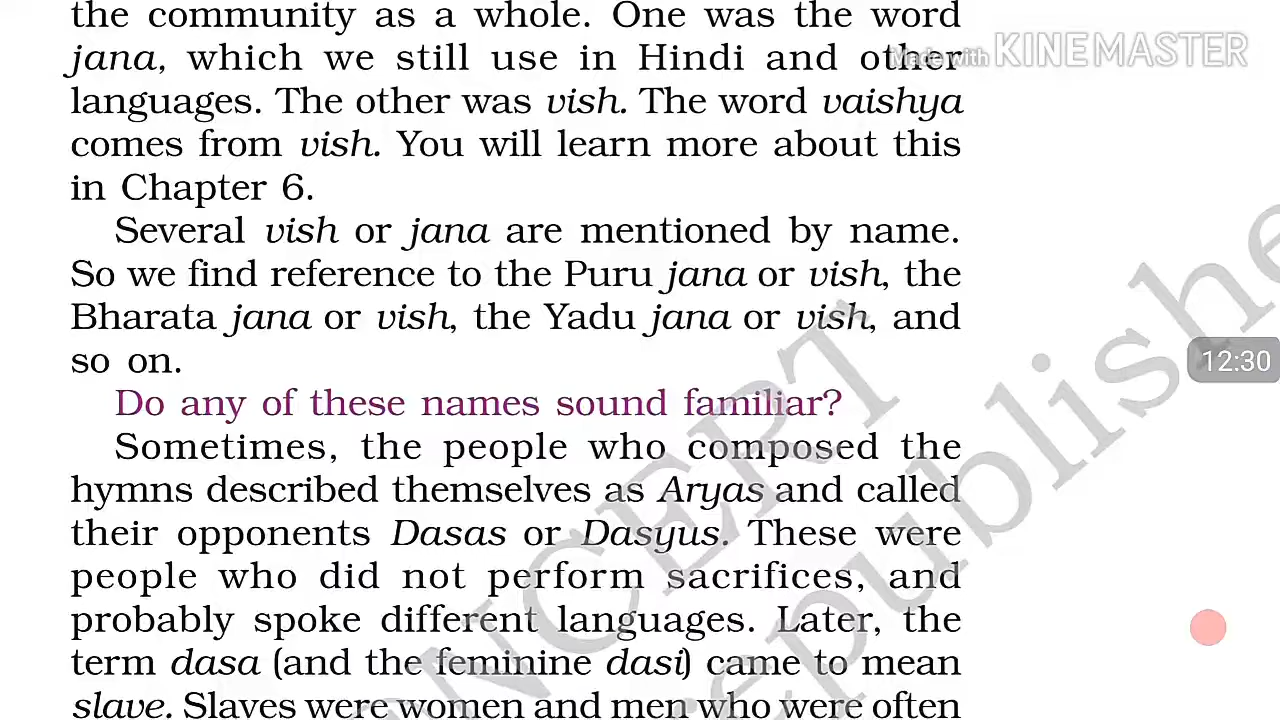 the community as a whole. One was the word
jana, which we still use in Hindi and other
languages. The other was vish. The word vaishya
comes from vish. You will learn more about this
in Chapter 6.
Several vish or jana are mentioned by name.
So we find reference to the Puru jana or vish, the
Bharata jana or vish, the Yadu jana or vish, and
so on.
Do any of these names sound familiar?
Sometimes, the people who composed the
hymns described themselves as Aryas and called
their opponents Dasas or Dasyus. These were
people who did not perform sacrifices, and
probably spoke different languages. Later, the
term dasa (and the feminine dasi) came to mean
slave. Slaves were women and men who were often
Made with KINEMASTER
12:30
NCERT
republishe